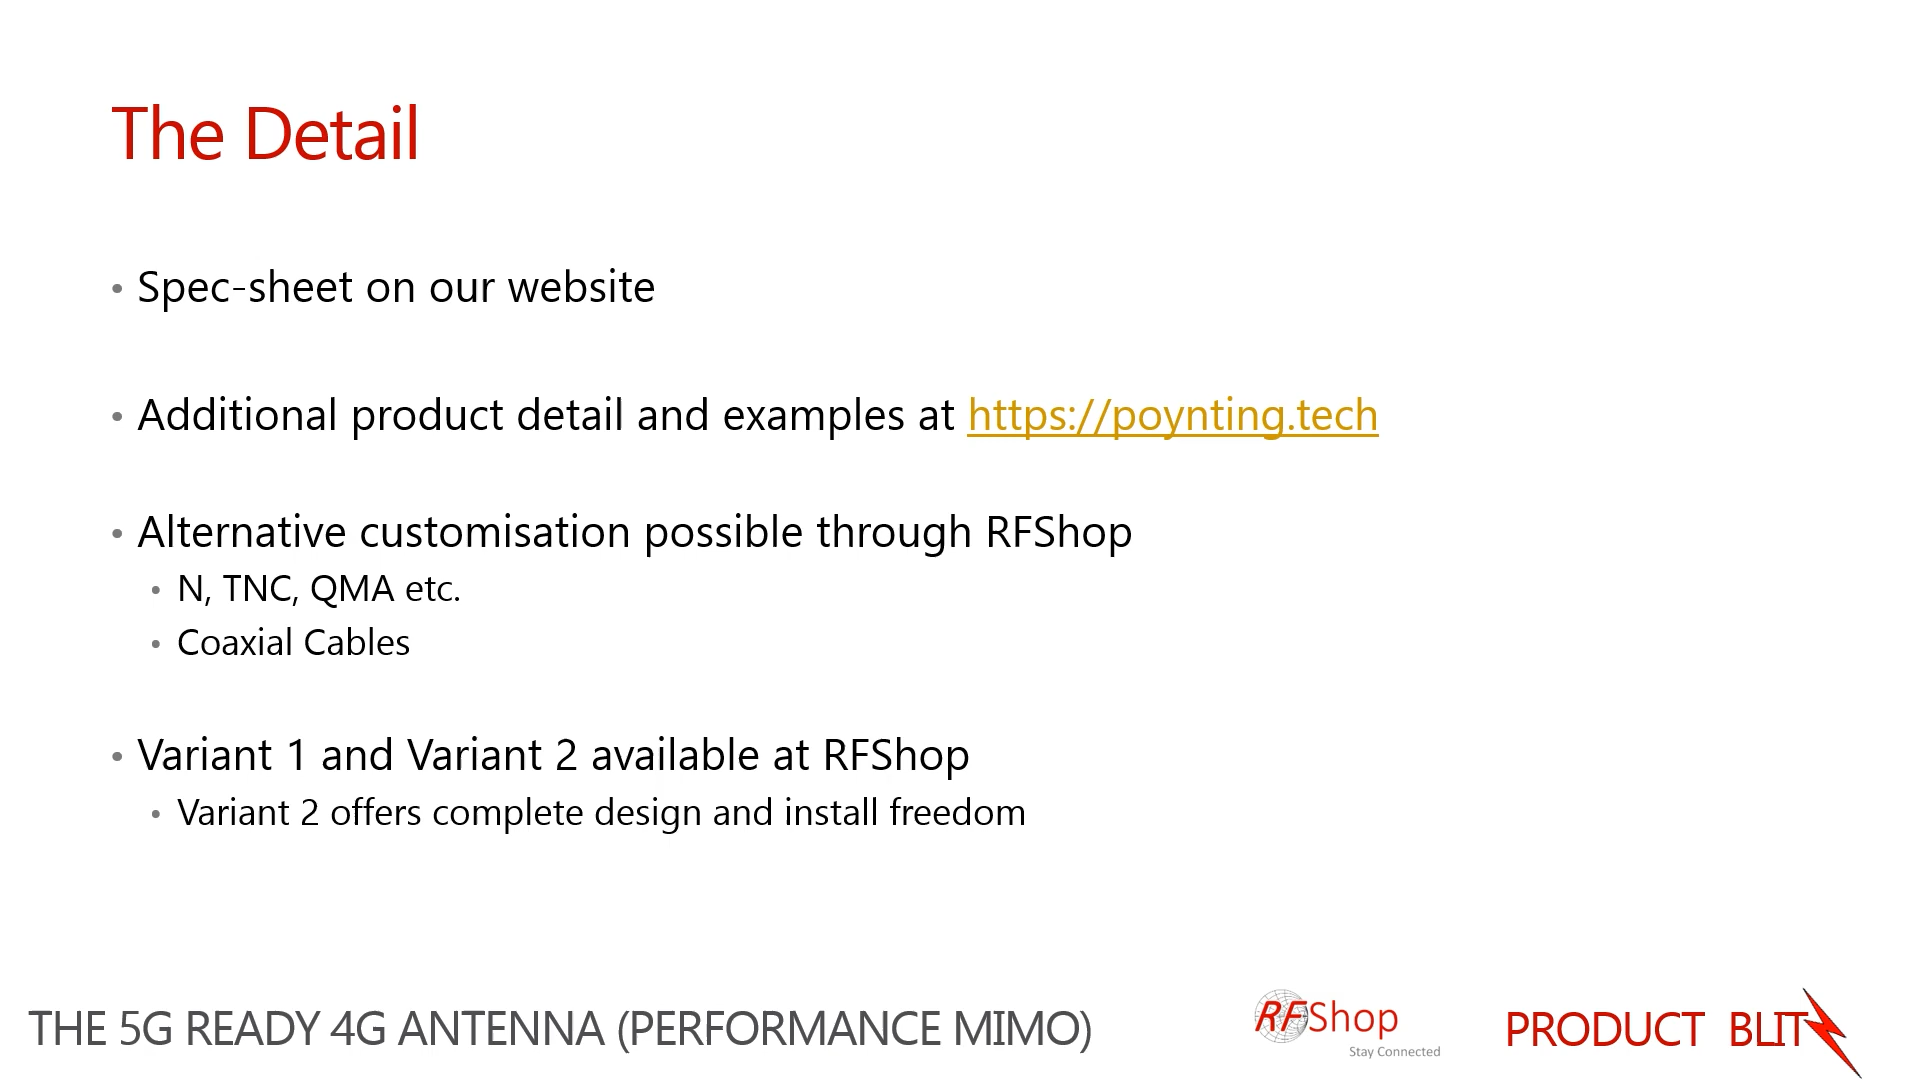 The Detail
• Spec-sheet on our website
• Additional product detail and examples at https://poynting.tech
• Alternative customisation possible through RFShop
• N, TNC, QMA etc.
• Coaxial Cables
• Variant 1 and Variant 2 available at RFShop
• Variant 2 offers complete design and install freedom
THE 5G READY 4G ANTENNA (PERFORMANCE MIMO)
RFShop
Stay Connected
PRODUCT BLIT